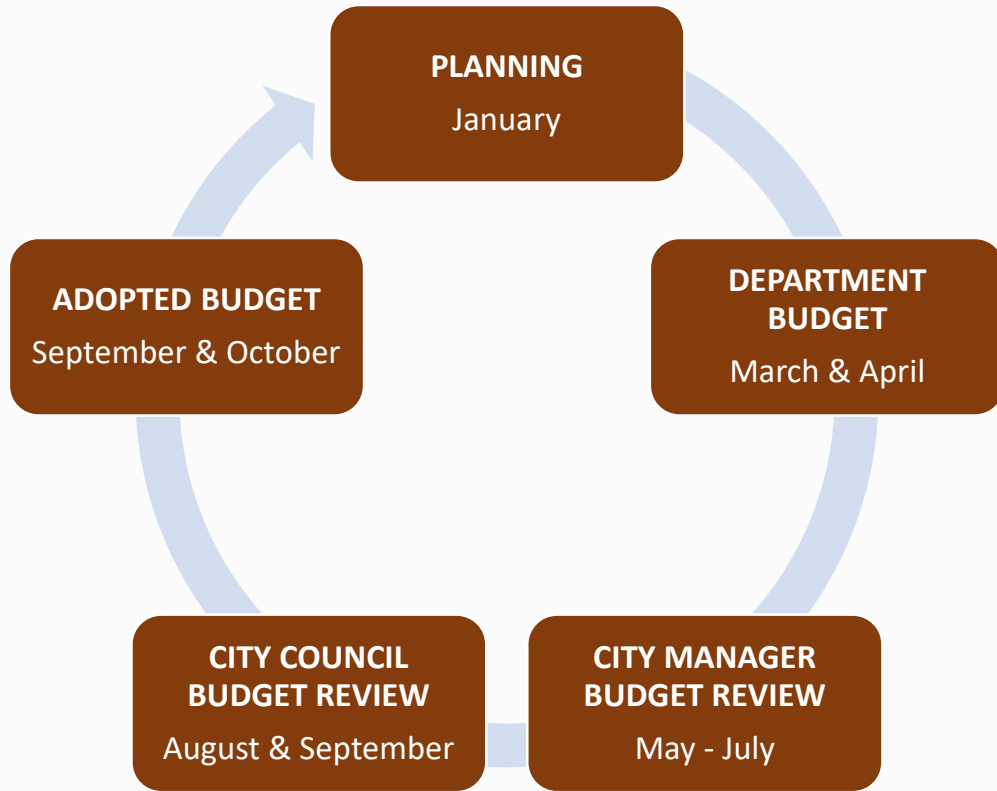 PLANNING
January
DEPARTMENT
BUDGET
March & April
CITY MANAGER
BUDGET REVIEW
May - July
CITY COUNCIL
BUDGET REVIEW
August & September
ADOPTED BUDGET
September & October